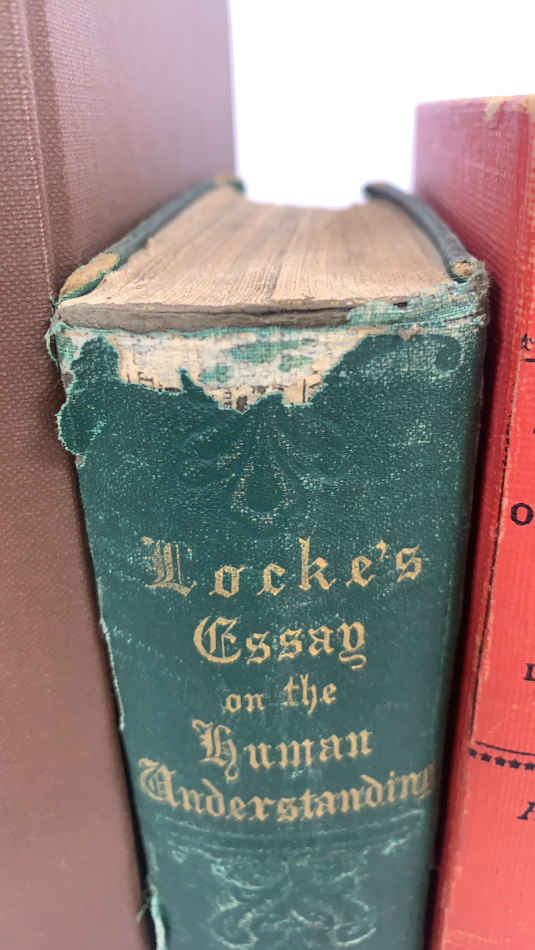 Locke's
Essay
on the
Human
Understanding